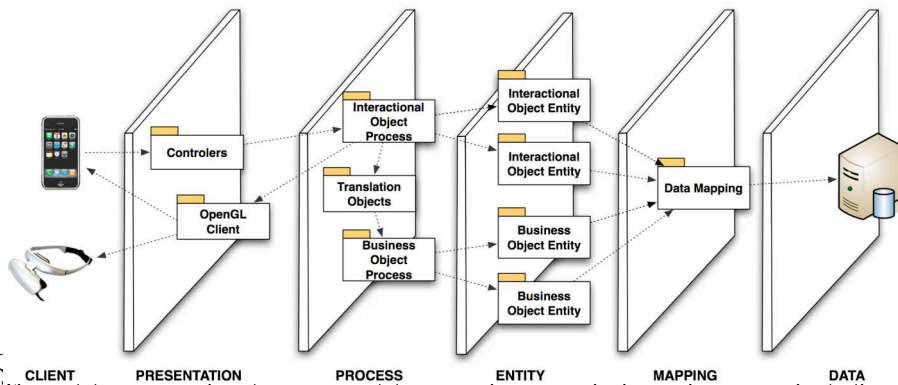 Interactional
Object Entity
Interactional
Object
Process
Controlers
Interactional
Object Entity
Translation
Objects
Data Mapping
OpenGL
Client
Business
Object Entity
Business
Object
Process
Business
Object Entity
CLIENT
PRESENTATION
PROCESS
ENTITY
MAPPING
DATA